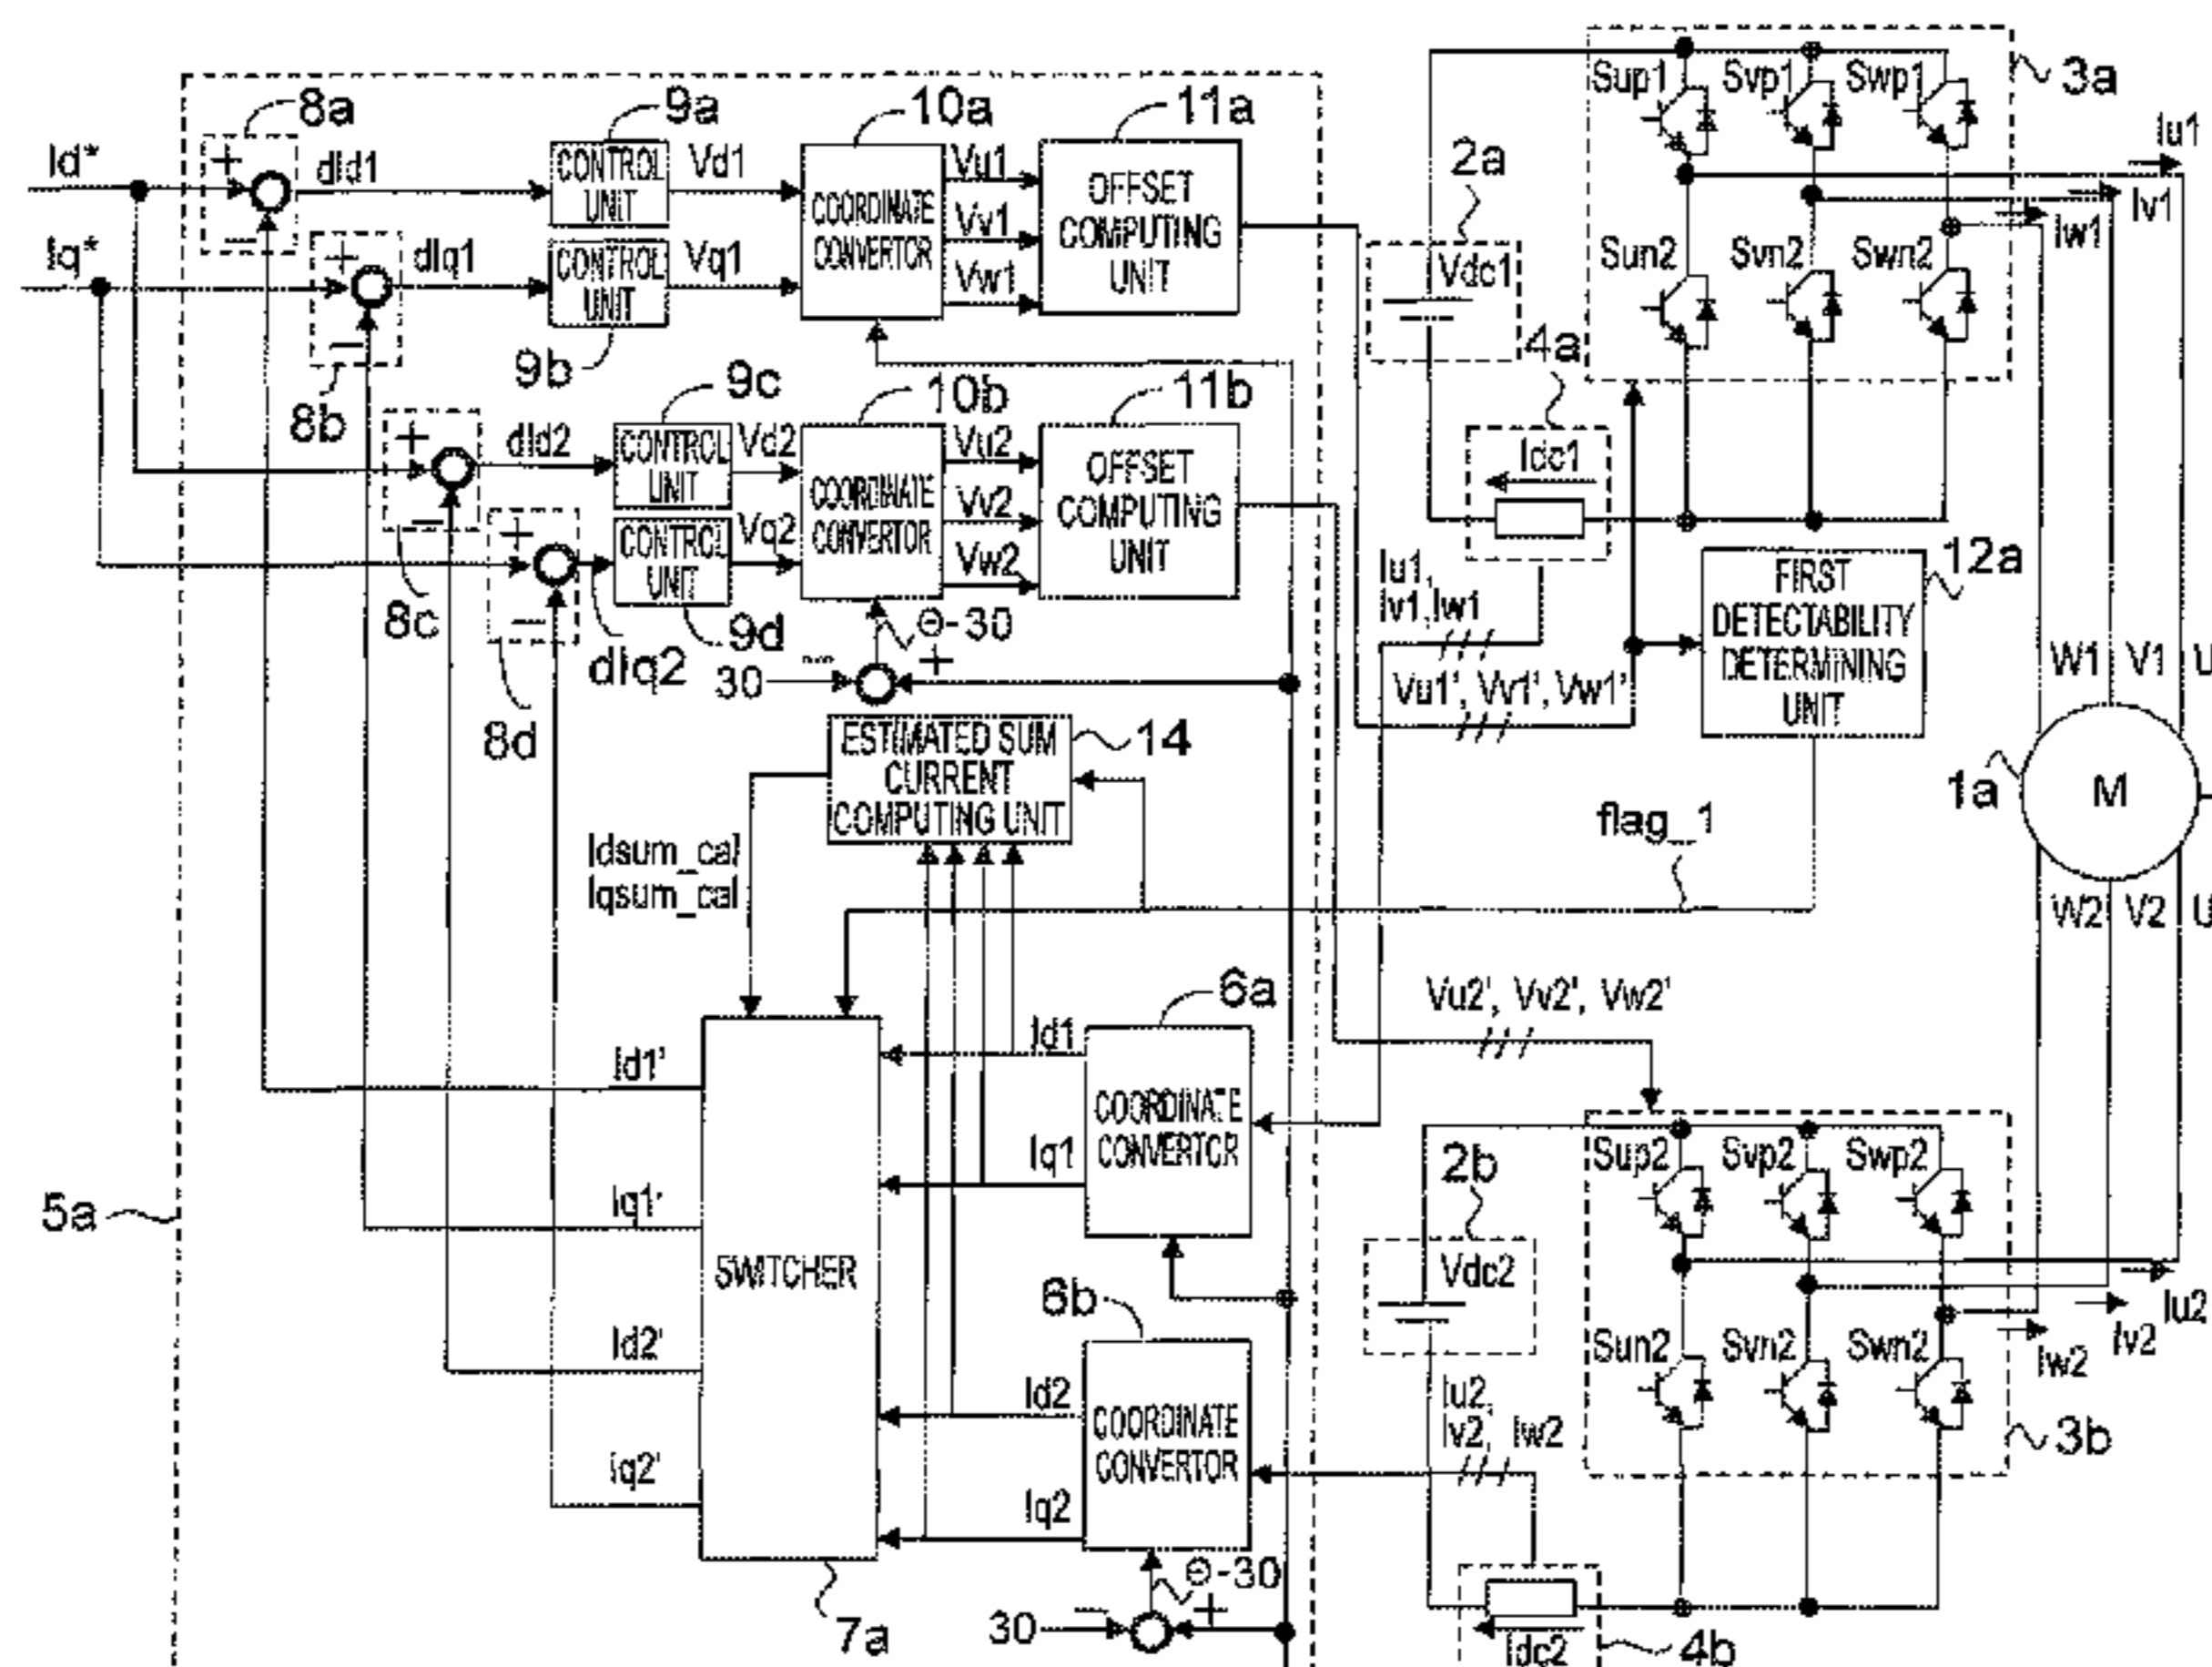 8a
9a
10a
11a
Sup1
Svp1
Swp1
3a
Id*
+
dId1
CONTROL
UNIT
Vd1
COORDINATE
CONVERTOR
Vu1
Vv1
Vw1
OFFSET
COMPUTING
UNIT
2a
Vdc1
Iu1
Iv1
Iw1
−
Iq*
+
dIq1
CONTROL
UNIT
Vq1
Sun2
Svn2
Swn2
−
8b
9b
9c
10b
11b
4a
Idc1
+
dId2
CONTROL
UNIT
Vd2
COORDINATE
CONVERTOR
Vu2
Vv2
Vw2
OFFSET
COMPUTING
UNIT
−
8c
+
CONTROL
UNIT
Vq2
−
8d
dIq2
9d
Θ-30
30
−
+
Iu1,
Iv1, Iw1
Vu1', Vv1', Vw1'
FIRST
DETECTABILITY
DETERMINING
UNIT
12a
W1
V1
U
ESTIMATED SUM
CURRENT
COMPUTING UNIT
14
1a
M
flag_1
Idsum_cal
Iqsum_cal
W2
V2
U
6a
Vu2', Vv2', Vw2'
Id1'
Id1
COORDINATE
CONVERTOR
Iq1
5a
Iq1'
SWITCHER
2b
Vdc2
Sup2
Svp2
Swp2
6b
Iu2
Iv2
Iw2
Id2'
Id2
COORDINATE
CONVERTOR
Iu2,
Iv2, Iw2
Sun2
Svn2
Swn2
3b
Iq2'
Iq2
7a
Θ-30
30
−
+
Idc2
4b